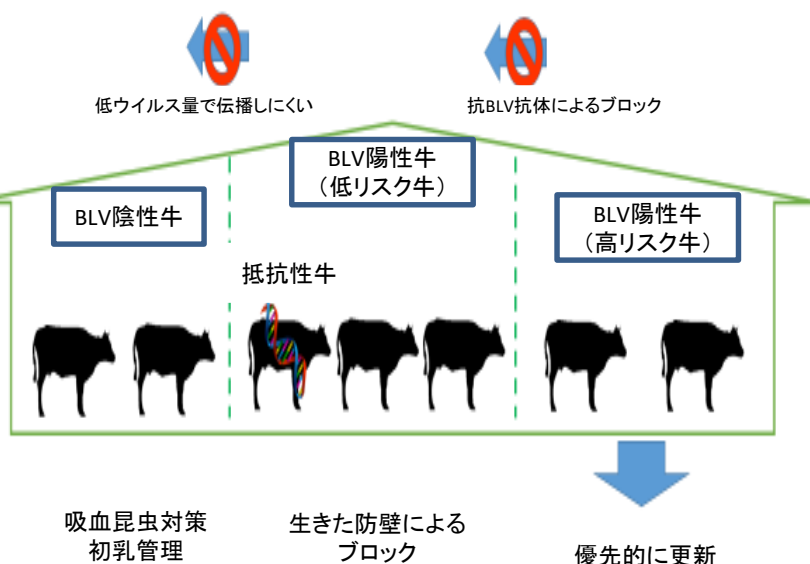 低ウイルス量で伝播しにくい
抗BLV抗体によるブロック
BLV陰性牛
BLV陽性牛
（低リスク牛）
BLV陽性牛
（高リスク牛）
抵抗性牛
吸血昆虫対策
初乳管理
生きた防壁による
ブロック
優先的に更新